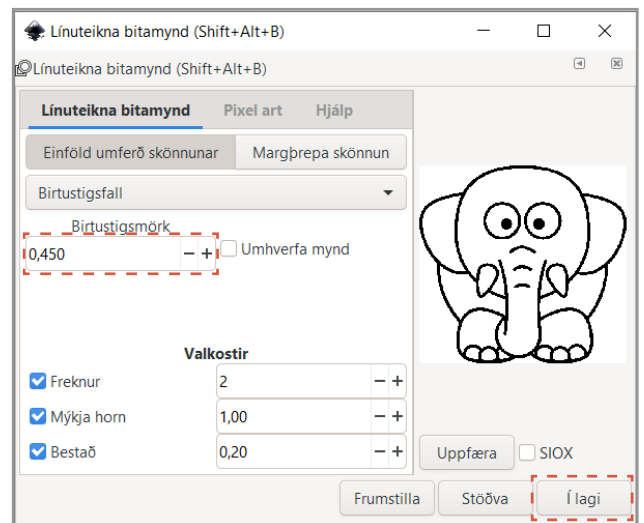 Línuteikna bitamynd (Shift+Alt+B)
Línuteikna bitamynd (Shift+Alt+B)
Línuteikna bitamynd Pixel art Hjálp
Einföld umferð skönnunar Margþrepa skönnun
Birtustigsfall
Birtustigsmörk
0,450 − + Umhverfa mynd
Valkostir
Freknur 2 − +
Mýkja horn 1,00 − +
Bestað 0,20 − +
Uppfæra SIOX
Frumstilla Stöðva Í lagi